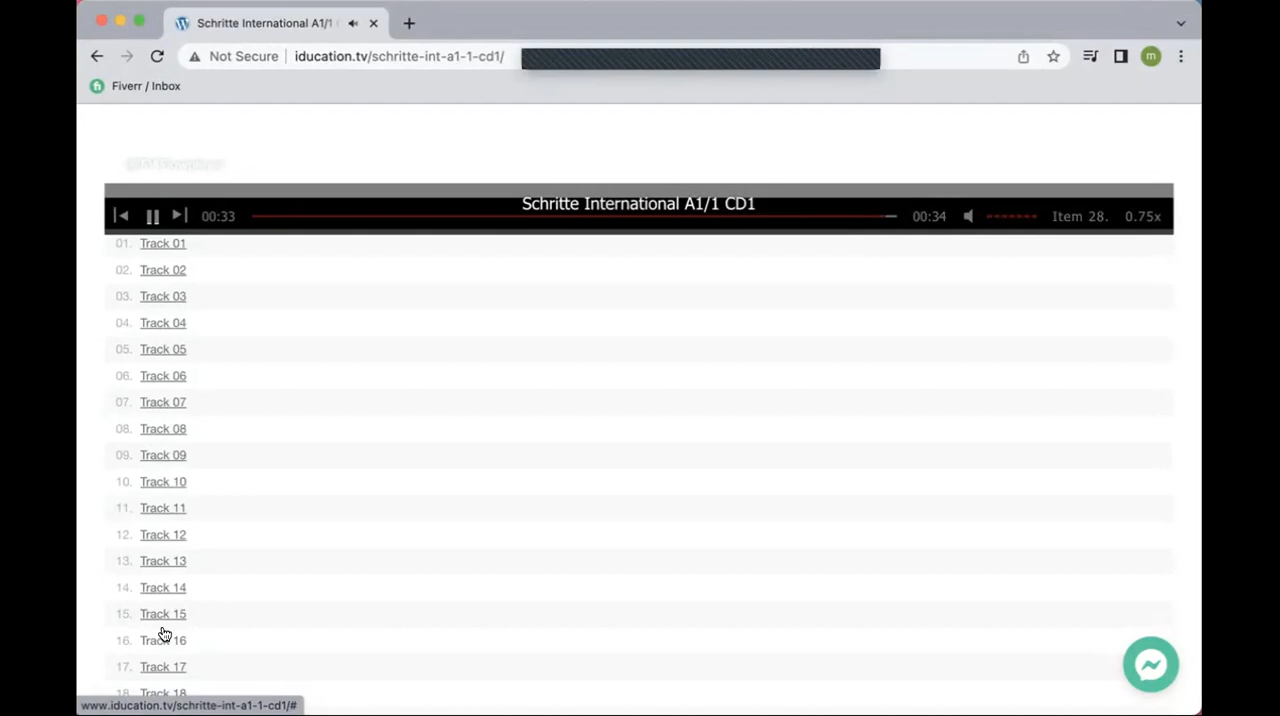 Schritte International A1/1
Not Secure iducation.tv/schritte-int-a1-1-cd1/
m
Fiverr / Inbox
Schritte International A1/1 CD1
00:33 00:34 Item 28. 0.75x
01. Track 01
02. Track 02
03. Track 03
04. Track 04
05. Track 05
06. Track 06
07. Track 07
08. Track 08
09. Track 09
10. Track 10
11. Track 11
12. Track 12
13. Track 13
14. Track 14
15. Track 15
16. Track 16
17. Track 17
18. Track 18
www.iducation.tv/schritte-int-a1-1-cd1/#